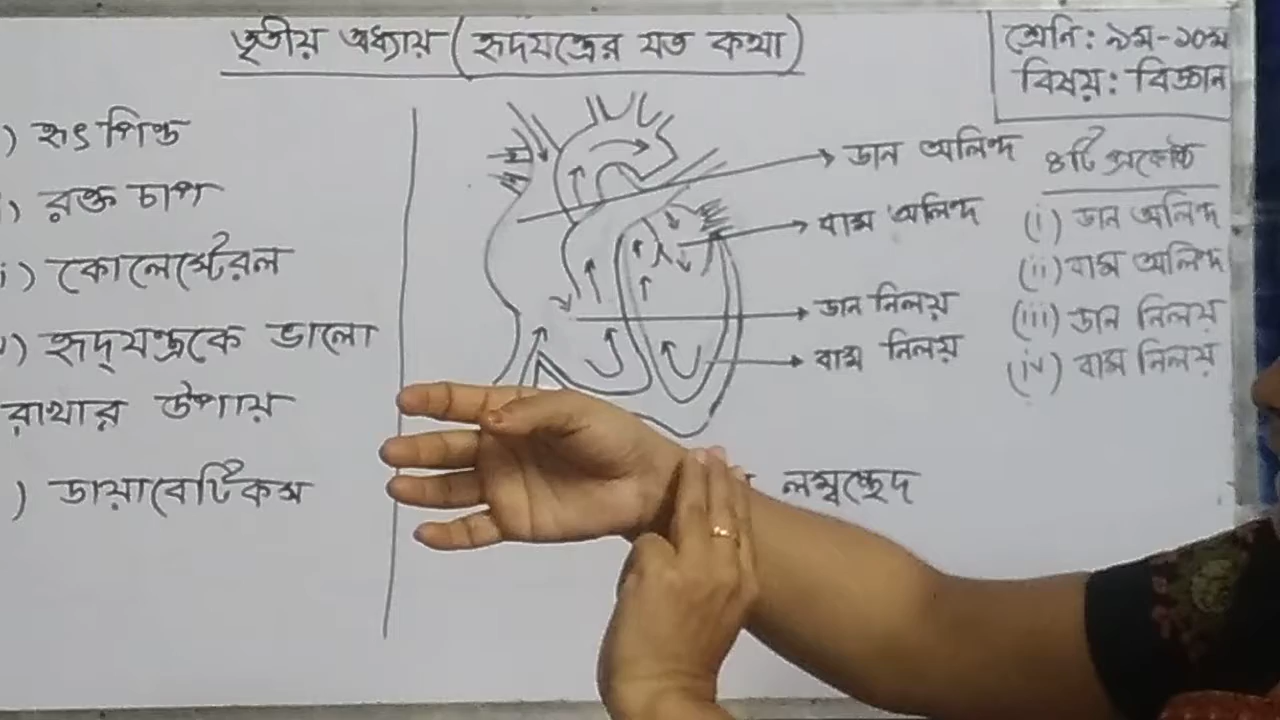 তৃতীয় অধ্যায় (হৃদযন্ত্রের যত কথা)
শ্রেণি: ৯ম-১০ম
বিষয়: বিজ্ঞান
) হৃৎপিন্ড
) রক্ত চাপ
i) কোলেস্টেরল
) হৃদ্‌যন্ত্রকে ভালো
রাখার উপায়
) ডায়াবেটিকস
ডান অলিন্দ
বাম অলিন্দ
ডান নিলয়
বাম নিলয়
লম্বচ্ছেদ
৪টি প্রকোষ্ঠ
(i) ডান অলিন্দ
(ii) বাম অলিন্দ
(iii) ডান নিলয়
(iv) বাম নিলয়